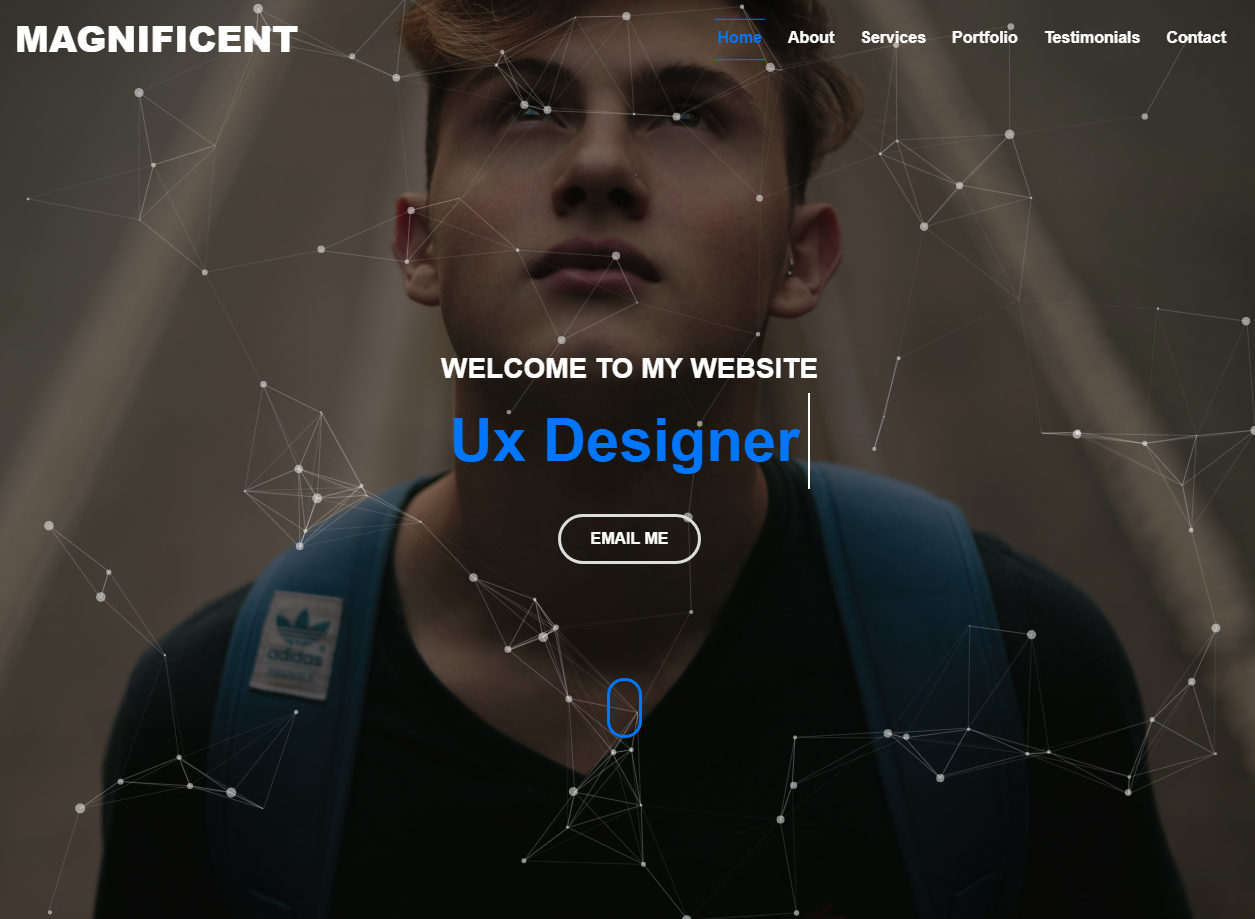 MAGNIFICENT
Home About Services Portfolio Testimonials Contact
WELCOME TO MY WEBSITE
Ux Designer
EMAIL ME
adidas